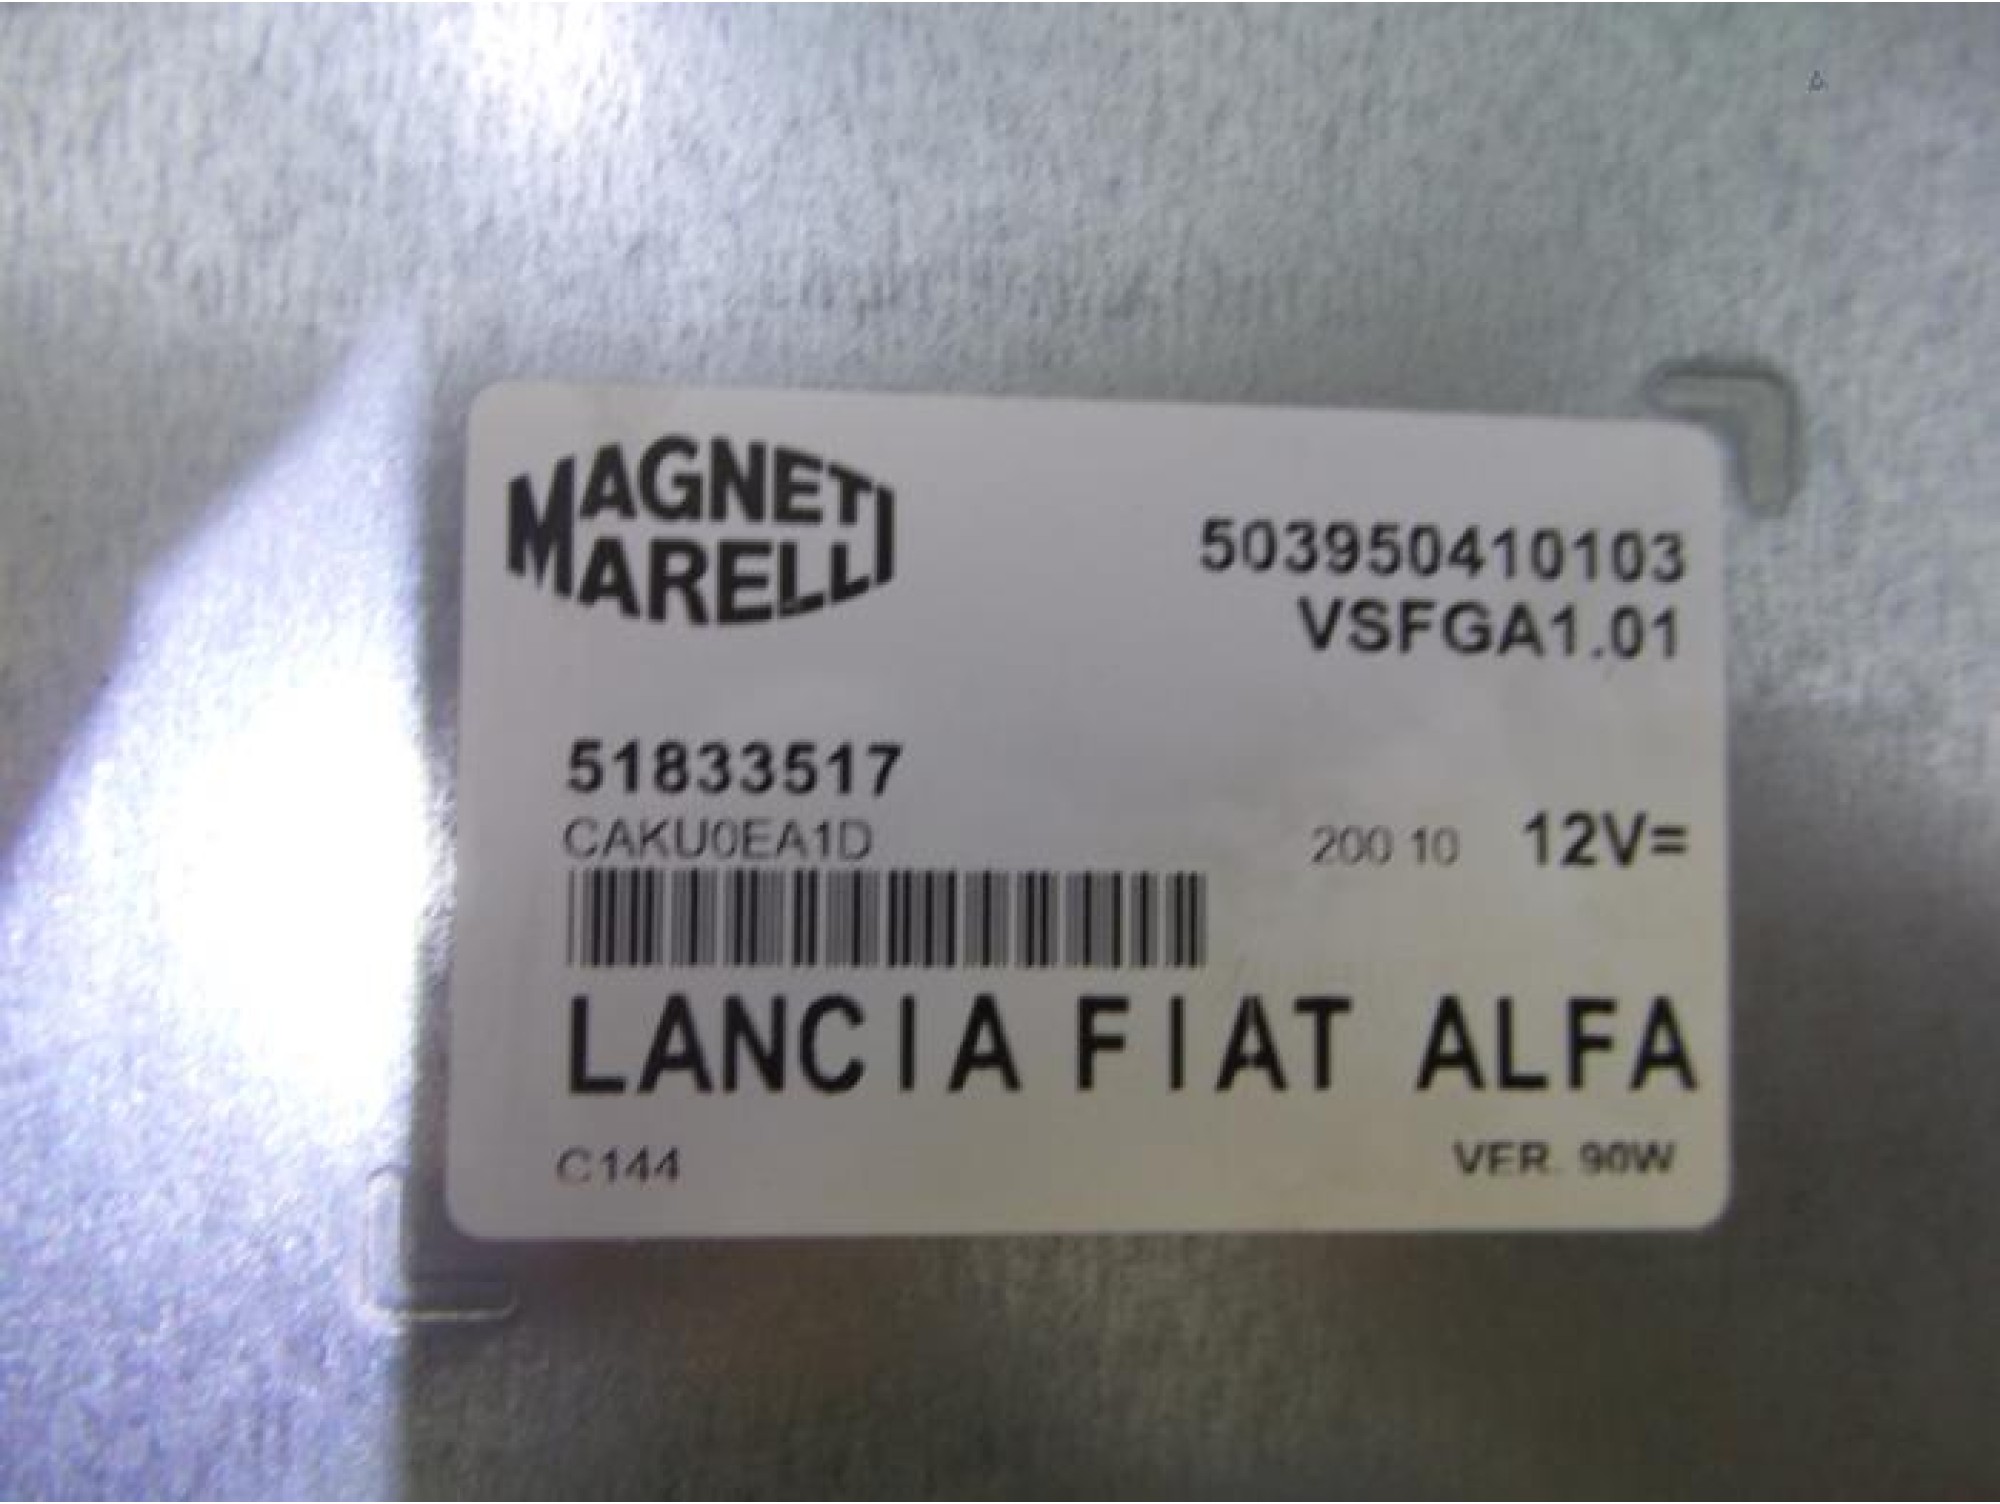 MAGNETI
MARELLI
503950410103
VSFGA1.01
51833517
CAKU0EA1D
200 10 12V=
LANCIA FIAT ALFA
C144 VER. 90W